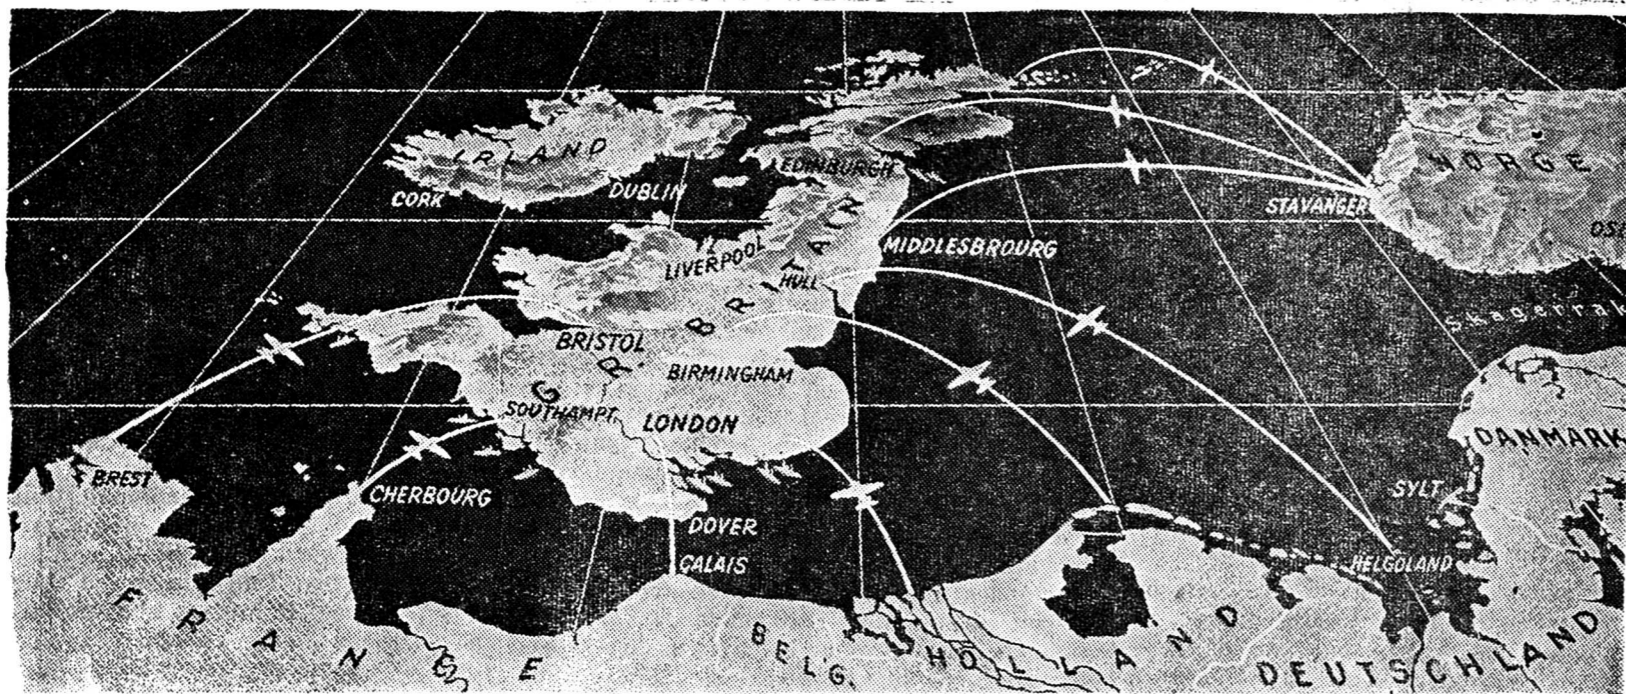 IRLAND
CORK
DUBLIN
EDINBURGH
NORGE
STAVANGER
MIDDLESBROURG
LIVERPOOL
HULL
GR. BRITAIN
Skagerrak
BRISTOL
BIRMINGHAM
SOUTHAMPT.
LONDON
DANMARK
BREST
CHERBOURG
SYLT
DOVER
CALAIS
HELGOLAND
FRANCE
BELG.
HOLLAND
DEUTSCHLAND